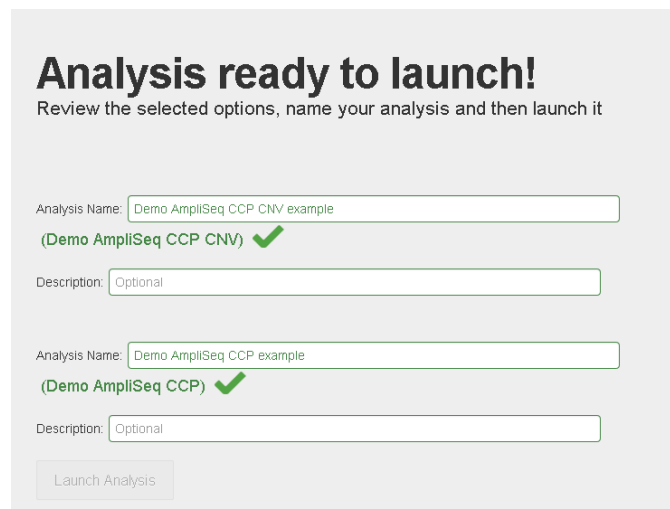 Analysis ready to launch!
Review the selected options, name your analysis and then launch it
Analysis Name: Demo AmpliSeq CCP CNV example
(Demo AmpliSeq CCP CNV)
Description: Optional
Analysis Name: Demo AmpliSeq CCP example
(Demo AmpliSeq CCP)
Description: Optional
Launch Analysis